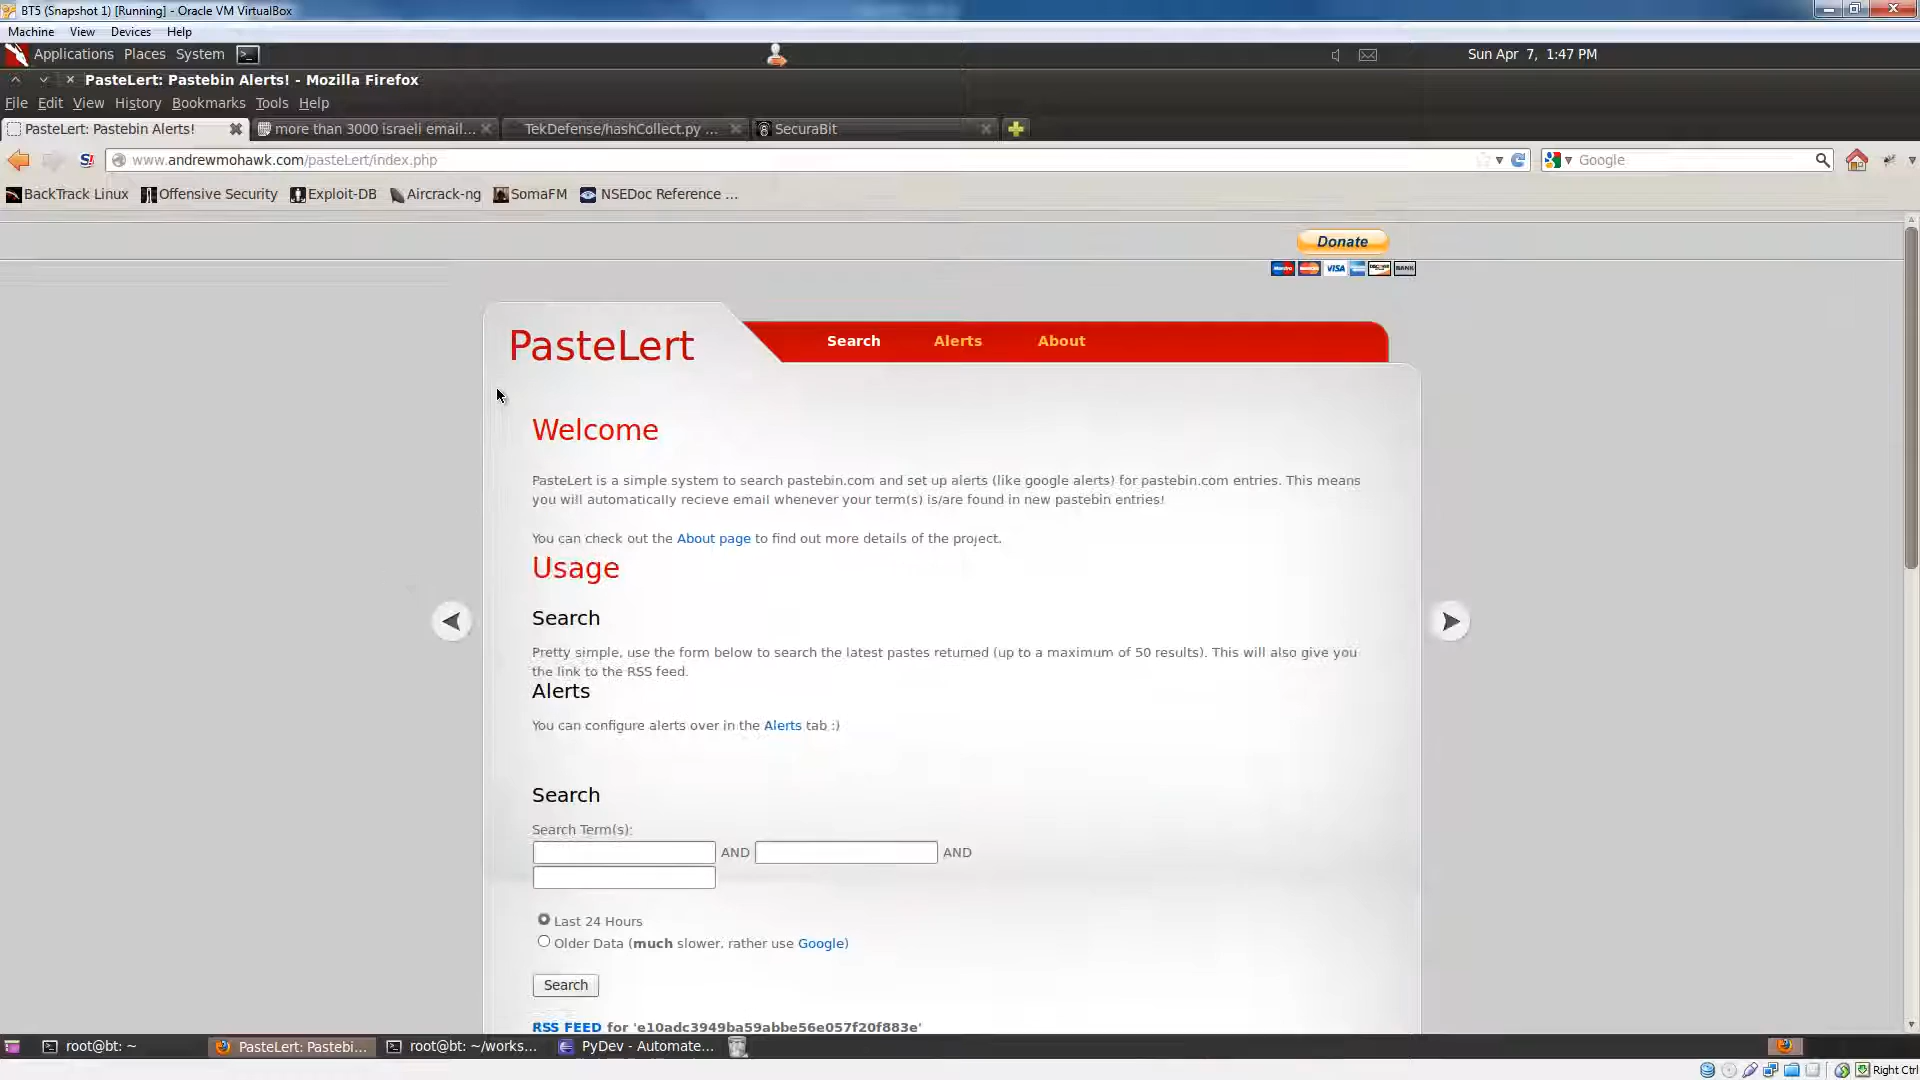 BT5 (Snapshot 1) [Running] - Oracle VM VirtualBox
Machine View Devices Help
Applications Places System Sun Apr 7, 1:47 PM
PasteLert: Pastebin Alerts! - Mozilla Firefox
File Edit View History Bookmarks Tools Help
PasteLert: Pastebin Alerts! more than 3000 israeli email... TekDefense/hashCollect.py ... SecuraBit
S! www.andrewmohawk.com/pasteLert/index.php Google
BackTrack Linux Offensive Security Exploit-DB Aircrack-ng SomaFM NSEDoc Reference ...
Donate
VISA BANK
PasteLert Search Alerts About
Welcome
PasteLert is a simple system to search pastebin.com and set up alerts (like google alerts) for pastebin.com entries. This means
you will automatically recieve email whenever your term(s) is/are found in new pastebin entries!
You can check out the About page to find out more details of the project.
Usage
Search
Pretty simple, use the form below to search the latest pastes returned (up to a maximum of 50 results). This will also give you
the link to the RSS feed.
Alerts
You can configure alerts over in the Alerts tab :)
Search
Search Term(s):
AND AND
Last 24 Hours
Older Data (much slower, rather use Google)
Search
RSS FEED for 'e10adc3949ba59abbe56e057f20f883e'
root@bt: ~ PasteLert: Pastebi... root@bt: ~/works... PyDev - Automate...
Right Ctrl